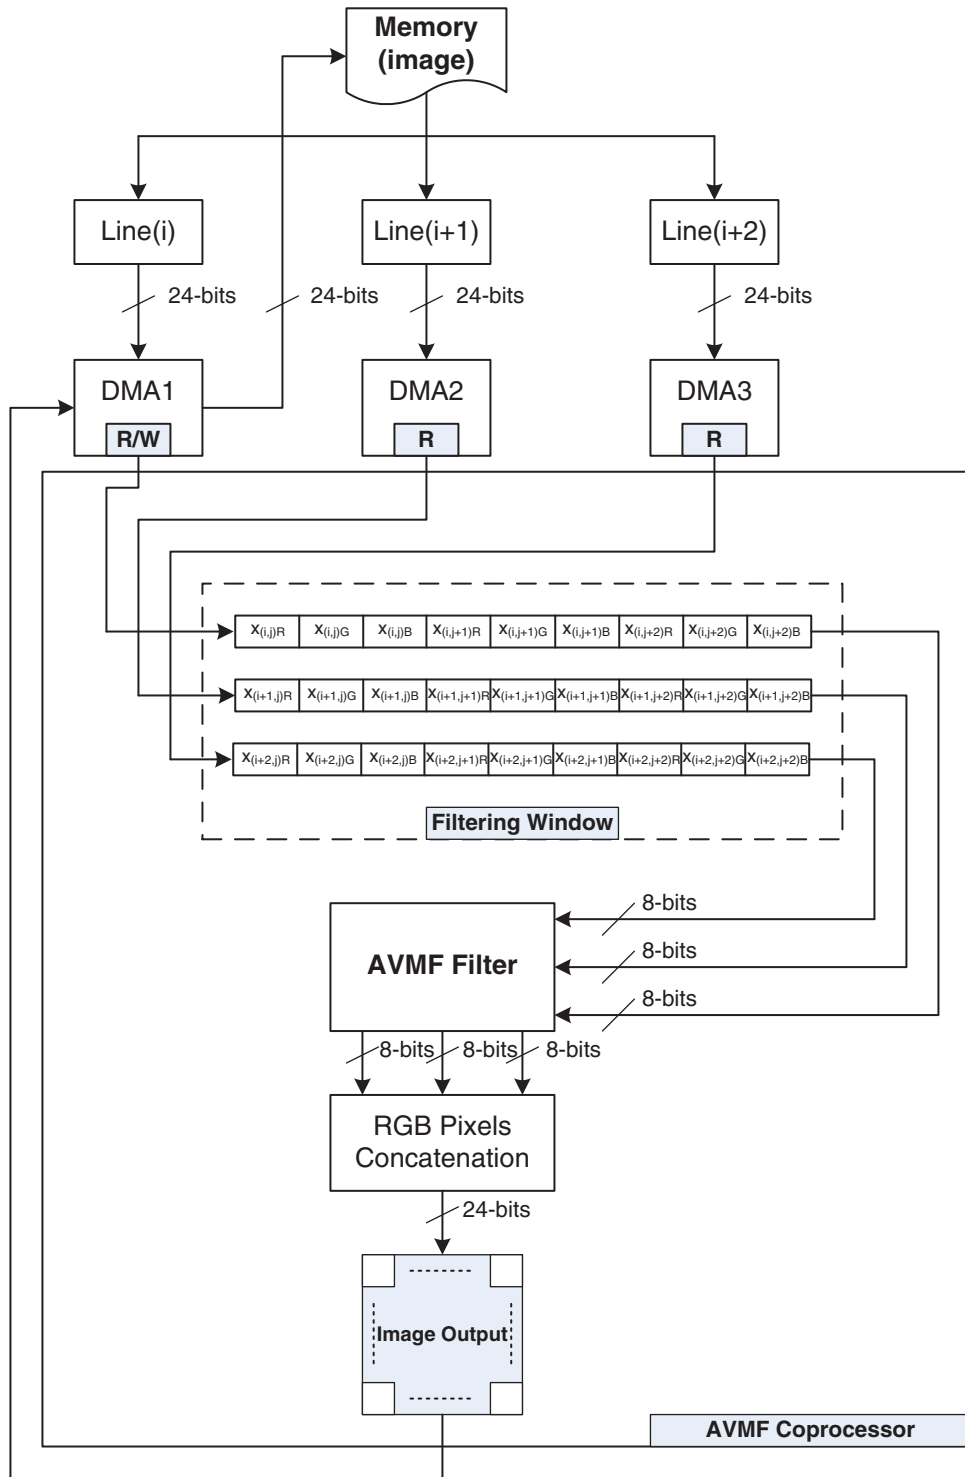 Memory
(image)
Line(i)
Line(i+1)
Line(i+2)
24-bits
24-bits
24-bits
24-bits
DMA1
DMA2
DMA3
R/W
R
R
X(i,j)R X(i,j)G X(i,j)B X(i,j+1)R X(i,j+1)G X(i,j+1)B X(i,j+2)R X(i,j+2)G X(i,j+2)B
X(i+1,j)R X(i+1,j)G X(i+1,j)B X(i+1,j+1)R X(i+1,j+1)G X(i+1,j+1)B X(i+1,j+2)R X(i+1,j+2)G X(i+1,j+2)B
X(i+2,j)R X(i+2,j)G X(i+2,j)B X(i+2,j+1)R X(i+2,j+1)G X(i+2,j+1)B X(i+2,j+2)R X(i+2,j+2)G X(i+2,j+2)B
Filtering Window
8-bits
8-bits
8-bits
AVMF Filter
8-bits
8-bits
8-bits
RGB Pixels
Concatenation
24-bits
Image Output
AVMF Coprocessor